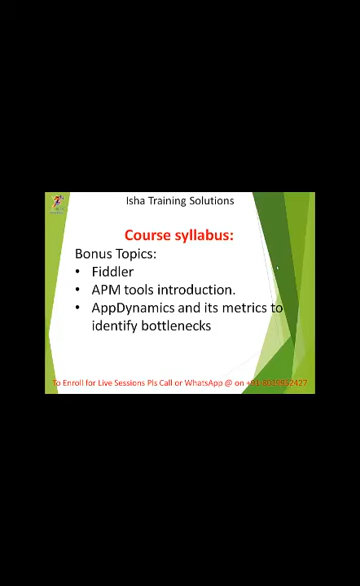 Isha Training Solutions
Course syllabus:
Bonus Topics:
• Fiddler
• APM tools introduction.
• AppDynamics and its metrics to
identify bottlenecks
To Enroll for Live Sessions Pls Call or WhatsApp @ on